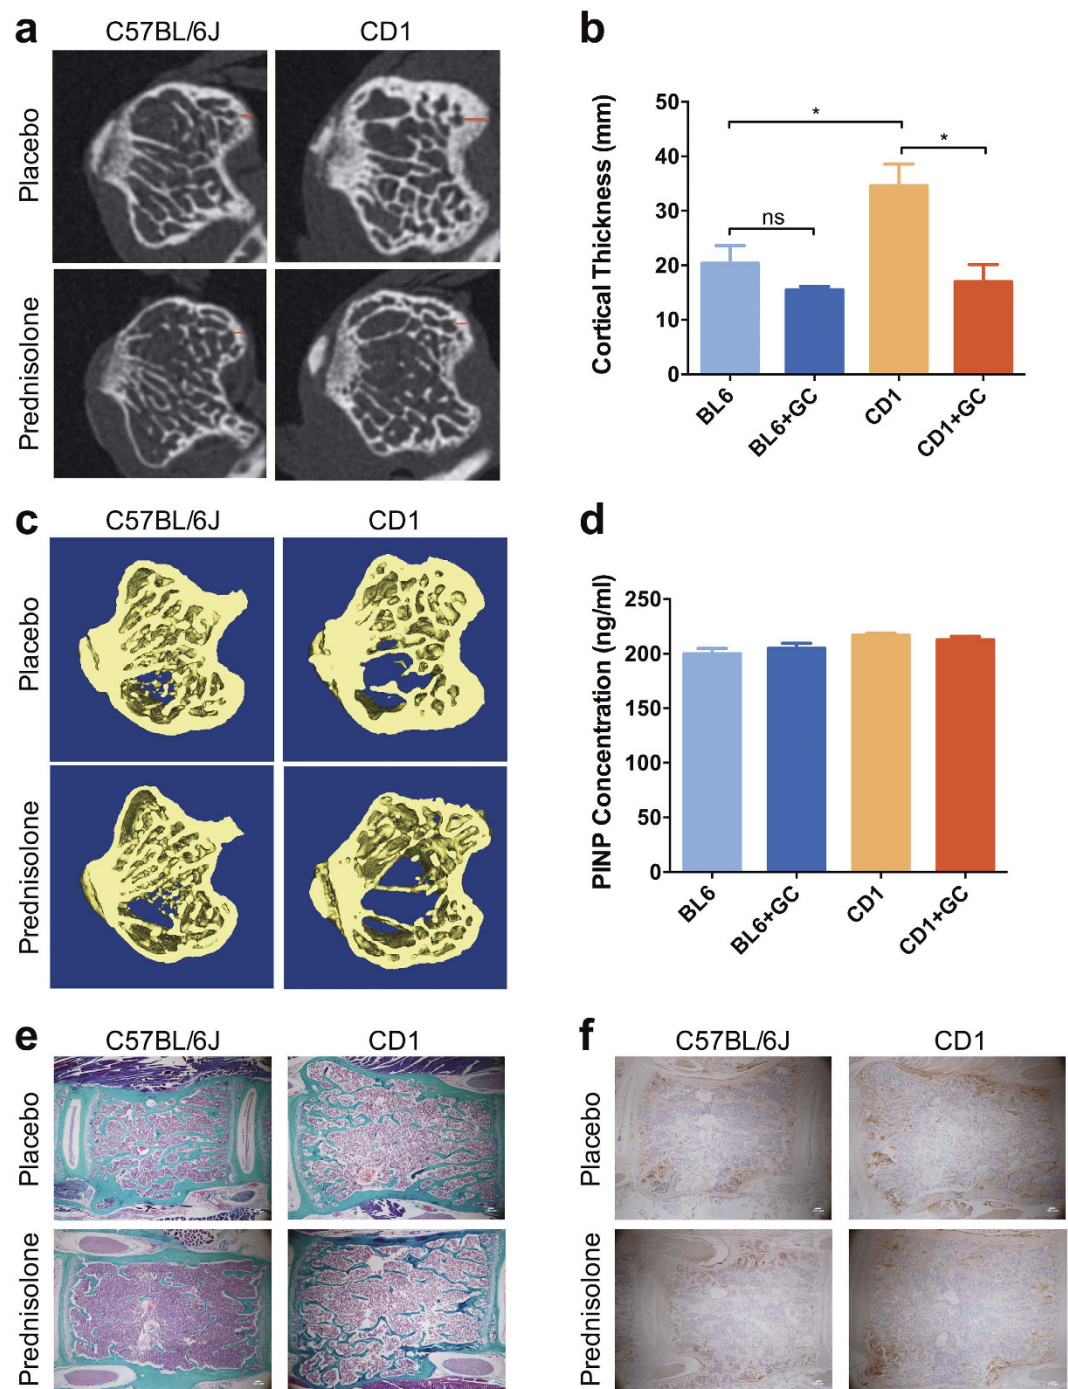 a
C57BL/6J
CD1
Placebo
Prednisolone
b
Cortical Thickness (mm)
50
40
30
20
10
0
*
*
ns
BL6
BL6+GC
CD1
CD1+GC
c
C57BL/6J
CD1
Placebo
Prednisolone
d
PINP Concentration (ng/ml)
250
200
150
100
50
0
BL6
BL6+GC
CD1
CD1+GC
e
C57BL/6J
CD1
Placebo
Prednisolone
f
C57BL/6J
CD1
Placebo
Prednisolone